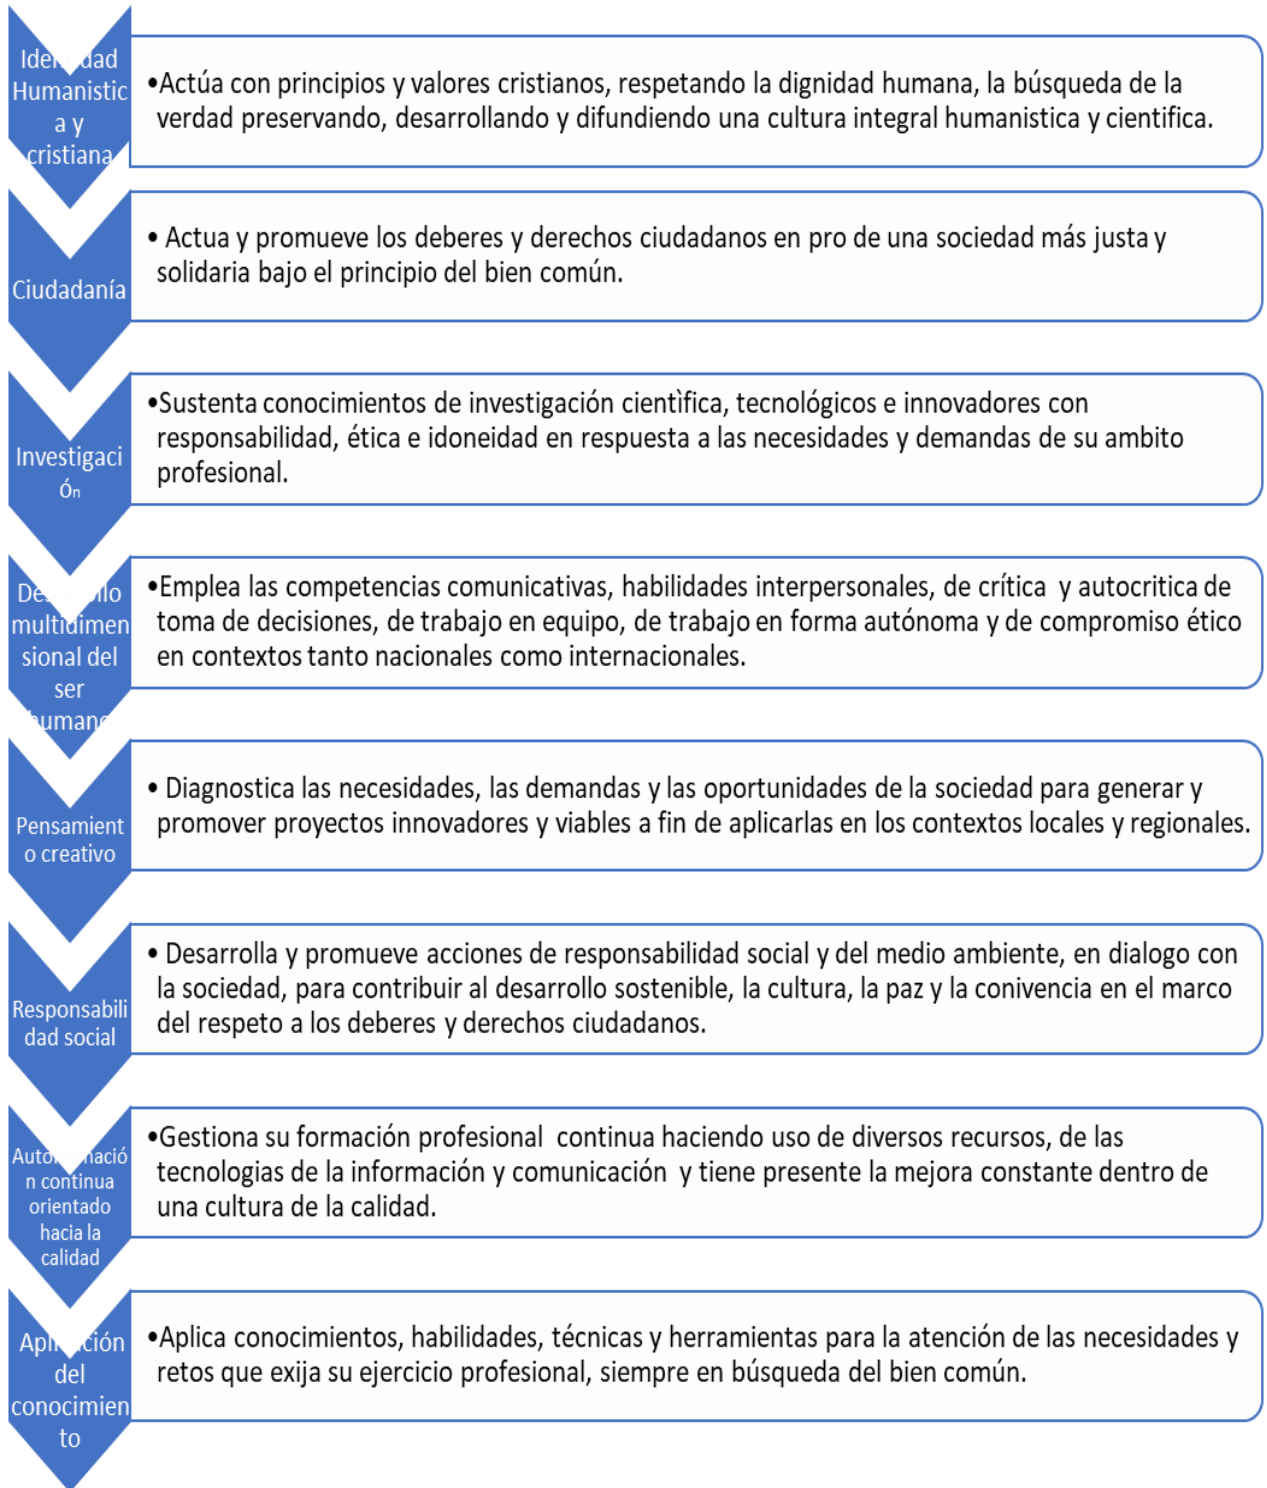 Humanistic
a y
cristiana
•Actúa con principios y valores cristianos, respetando la dignidad humana, la búsqueda de la
verdad preservando, desarrollando y difundiendo una cultura integral humanistica y cientifica.
Ciudadanía
• Actua y promueve los deberes y derechos ciudadanos en pro de una sociedad más justa y
solidaria bajo el principio del bien común.
Investigaci
ón
•Sustenta conocimientos de investigación cientìfica, tecnológicos e innovadores con
responsabilidad, ética e idoneidad en respuesta a las necesidades y demandas de su ambito
profesional.
multidimen
sional del
ser
humano
•Emplea las competencias comunicativas, habilidades interpersonales, de crítica y autocritica de
toma de decisiones, de trabajo en equipo, de trabajo en forma autónoma y de compromiso ético
en contextos tanto nacionales como internacionales.
Pensamient
o creativo
• Diagnostica las necesidades, las demandas y las oportunidades de la sociedad para generar y
promover proyectos innovadores y viables a fin de aplicarlas en los contextos locales y regionales.
Responsabili
dad social
• Desarrolla y promueve acciones de responsabilidad social y del medio ambiente, en dialogo con
la sociedad, para contribuir al desarrollo sostenible, la cultura, la paz y la conivencia en el marco
del respeto a los deberes y derechos ciudadanos.
n continua
orientado
hacia la
calidad
•Gestiona su formación profesional continua haciendo uso de diversos recursos, de las
tecnologias de la información y comunicación y tiene presente la mejora constante dentro de
una cultura de la calidad.
del
conocimien
to
•Aplica conocimientos, habilidades, técnicas y herramientas para la atención de las necesidades y
retos que exija su ejercicio profesional, siempre en búsqueda del bien común.